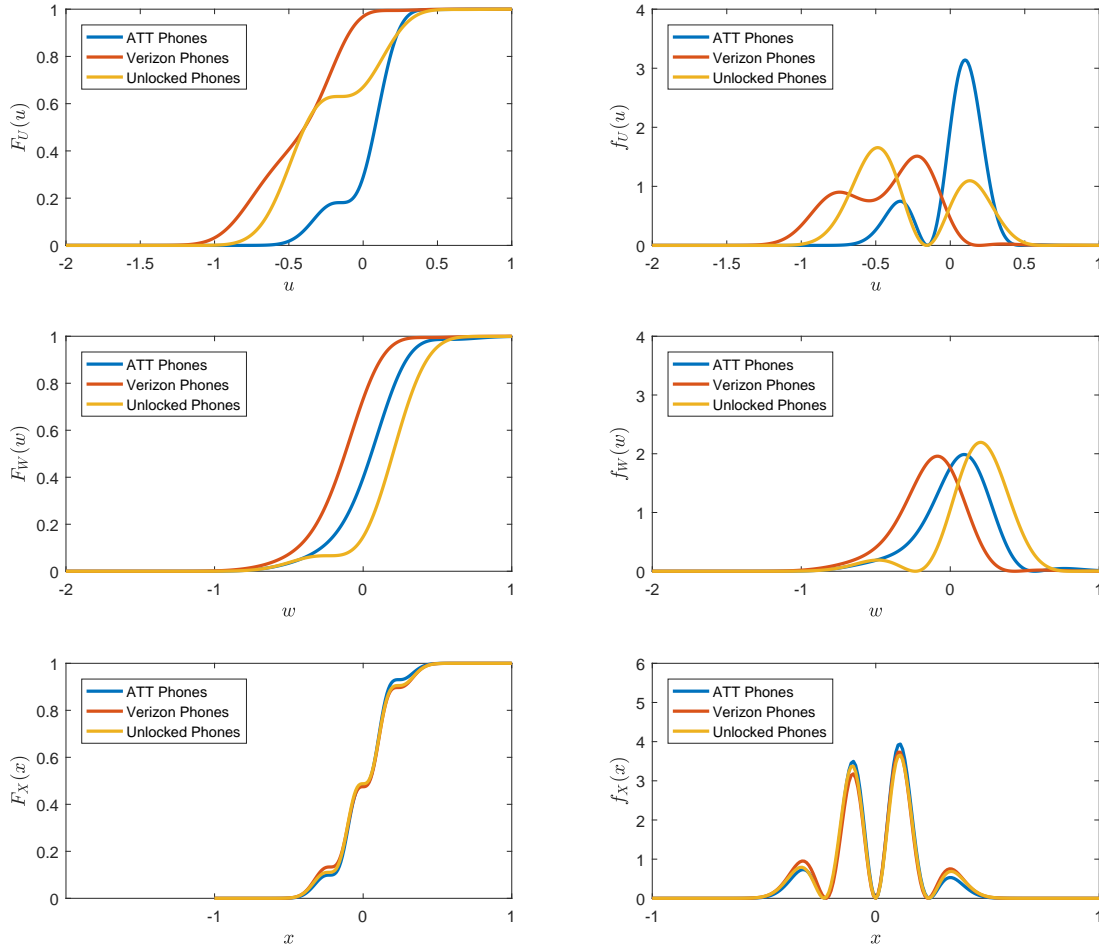 1
0.8
0.6
0.4
0.2
0
F_U(u)
ATT Phones
Verizon Phones
Unlocked Phones
-2 -1.5 -1 -0.5 0 0.5 1
u
4
3
2
1
0
f_U(u)
ATT Phones
Verizon Phones
Unlocked Phones
-2 -1.5 -1 -0.5 0 0.5 1
u
1
0.8
0.6
0.4
0.2
0
F_W(w)
ATT Phones
Verizon Phones
Unlocked Phones
-2 -1 0 1
w
4
3
2
1
0
f_W(w)
ATT Phones
Verizon Phones
Unlocked Phones
-2 -1 0 1
w
1
0.8
0.6
0.4
0.2
0
F_X(x)
ATT Phones
Verizon Phones
Unlocked Phones
-1 0 1
x
6
5
4
3
2
1
0
f_X(x)
ATT Phones
Verizon Phones
Unlocked Phones
-1 0 1
x